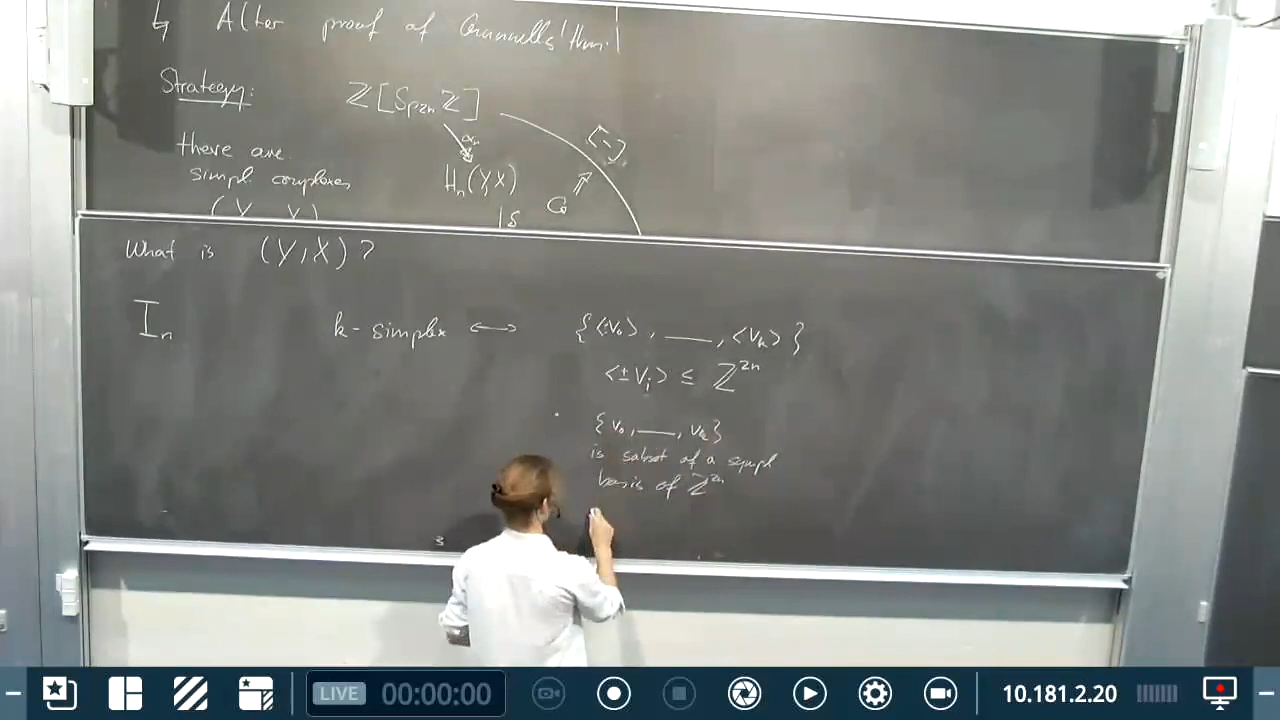 ↳ Alter proof of Gunnells' thm.
Strategy: ℤ[Sp₂ₙ ℤ]
αₙ [-]
there are Hₙ(Y,X) G
simpl. complexes
(Y, X) IS
What is (Y,X)?
Iₙ k-simplex ↔ {<±v₀>, ___, <vₖ>}
<±vᵢ> ≤ ℤ²ⁿ
{v₀, ___, vₖ}
is subset of a sympl
basis of ℤ²ⁿ
LIVE 00:00:00 10.181.2.20